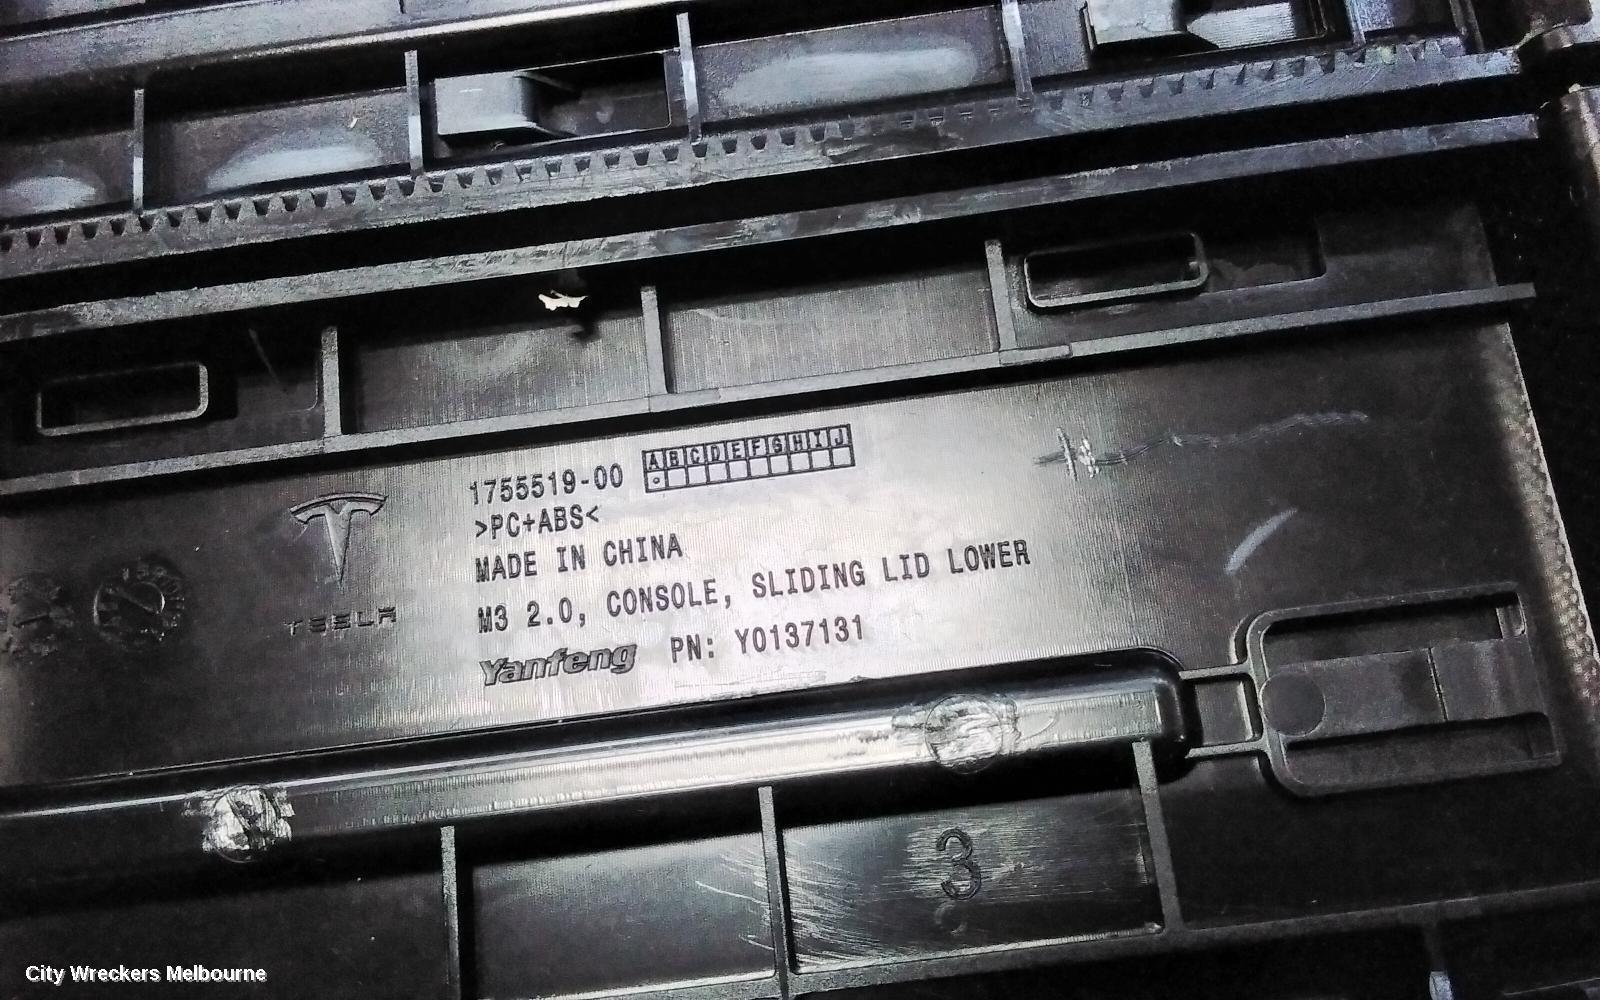 1755519-00 A B C D E F G H I J
>PC+ABS<
MADE IN CHINA
TESLA
M3 2.0, CONSOLE, SLIDING LID LOWER
Yanfeng PN: Y0137131
3
City Wreckers Melbourne